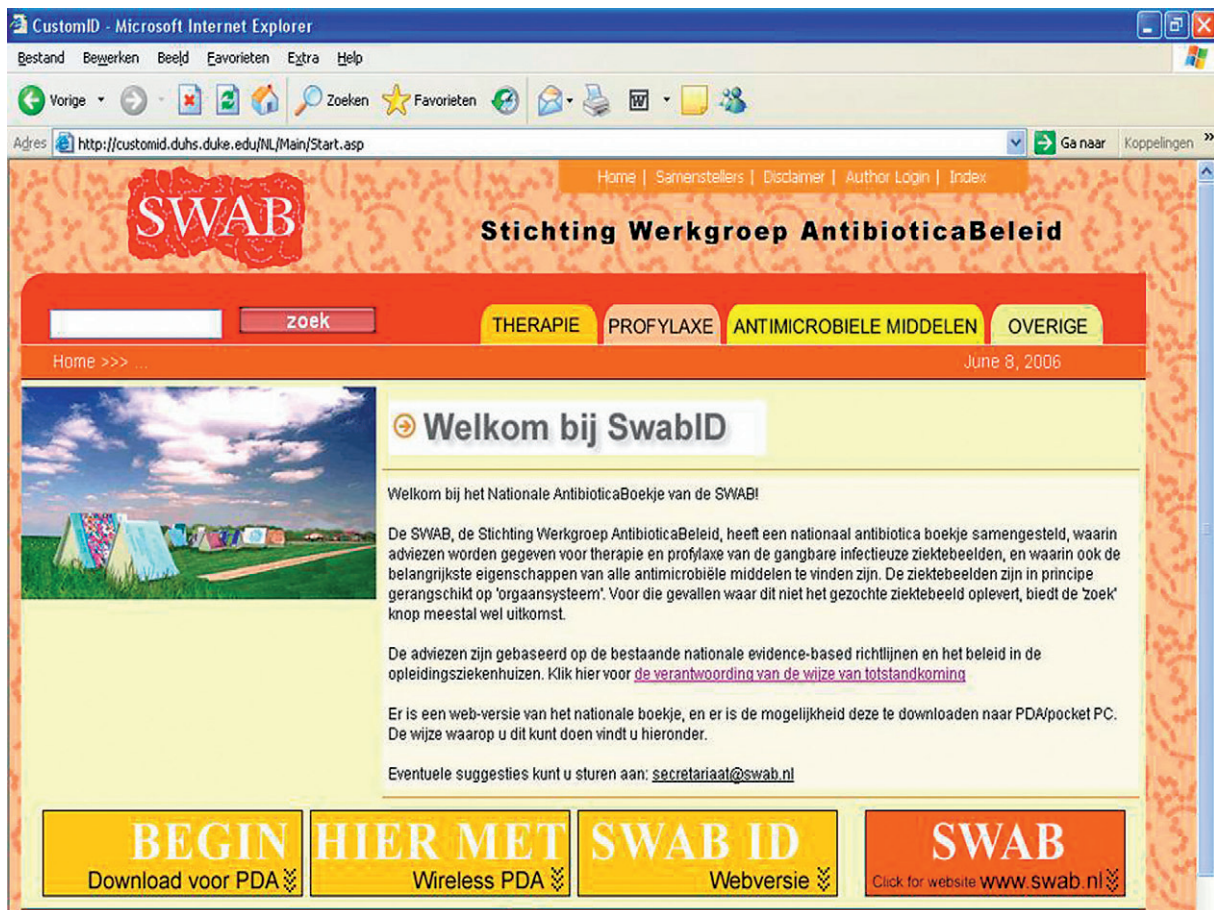 CustomID - Microsoft Internet Explorer
Bestand Bewerken Beeld Favorieten Extra Help
Vorige Zoeken Favorieten
Adres http://customid.duhs.duke.edu/NL/Main/Start.asp Ga naar Koppelingen »
Home | Samenstellers | Disclaimer | Author Login | Index
SWAB
Stichting Werkgroep AntibioticaBeleid
zoek THERAPIE PROFYLAXE ANTIMICROBIELE MIDDELEN OVERIGE
Home >>> ... June 8, 2006
Welkom bij SwabID
Welkom bij het Nationale AntibioticaBoekje van de SWAB!
De SWAB, de Stichting Werkgroep AntibioticaBeleid, heeft een nationaal antibiotica boekje samengesteld, waarin
adviezen worden gegeven voor therapie en profylaxe van de gangbare infectieuze ziektebeelden, en waarin ook de
belangrijkste eigenschappen van alle antimicrobiële middelen te vinden zijn. De ziektebeelden zijn in principe
gerangschikt op 'orgaansysteem'. Voor die gevallen waar dit niet het gezochte ziektebeeld oplevert, biedt de 'zoek'
knop meestal wel uitkomst.
De adviezen zijn gebaseerd op de bestaande nationale evidence-based richtlijnen en het beleid in de
opleidingsziekenhuizen. Klik hier voor de verantwoording van de wijze van totstandkoming
Er is een web-versie van het nationale boekje, en er is de mogelijkheid deze te downloaden naar PDA/pocket PC.
De wijze waarop u dit kunt doen vindt u hieronder.
Eventuele suggesties kunt u sturen aan: secretariaat@swab.nl
BEGIN HIER MET SWAB ID SWAB
Download voor PDA Wireless PDA Webversie Click for website www.swab.nl